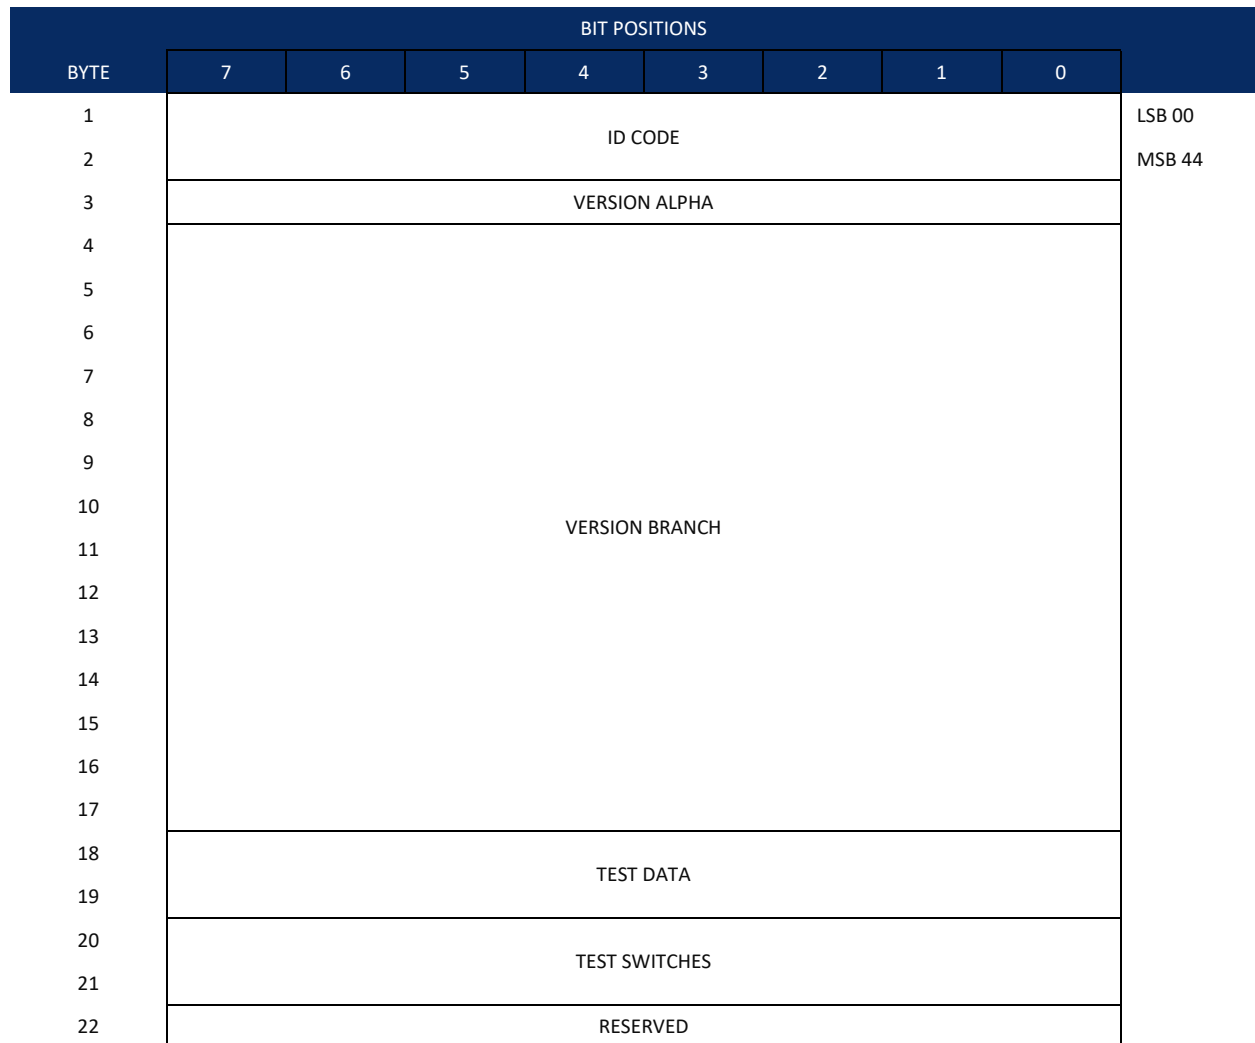 BIT POSITIONS
BYTE 7 6 5 4 3 2 1 0
1 LSB 00
ID CODE
2 MSB 44
3 VERSION ALPHA
4
5
6
7
8
9
10
VERSION BRANCH
11
12
13
14
15
16
17
18
TEST DATA
19
20
TEST SWITCHES
21
22 RESERVED